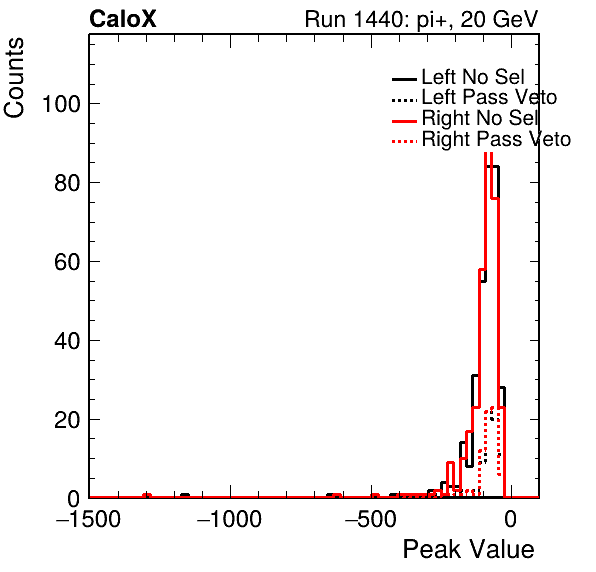 CaloX Run 1440: pi+, 20 GeV
Counts
Left No Sel
Left Pass Veto
Right No Sel
Right Pass Veto
100
80
60
40
20
0
−1500 −1000 −500 0
Peak Value